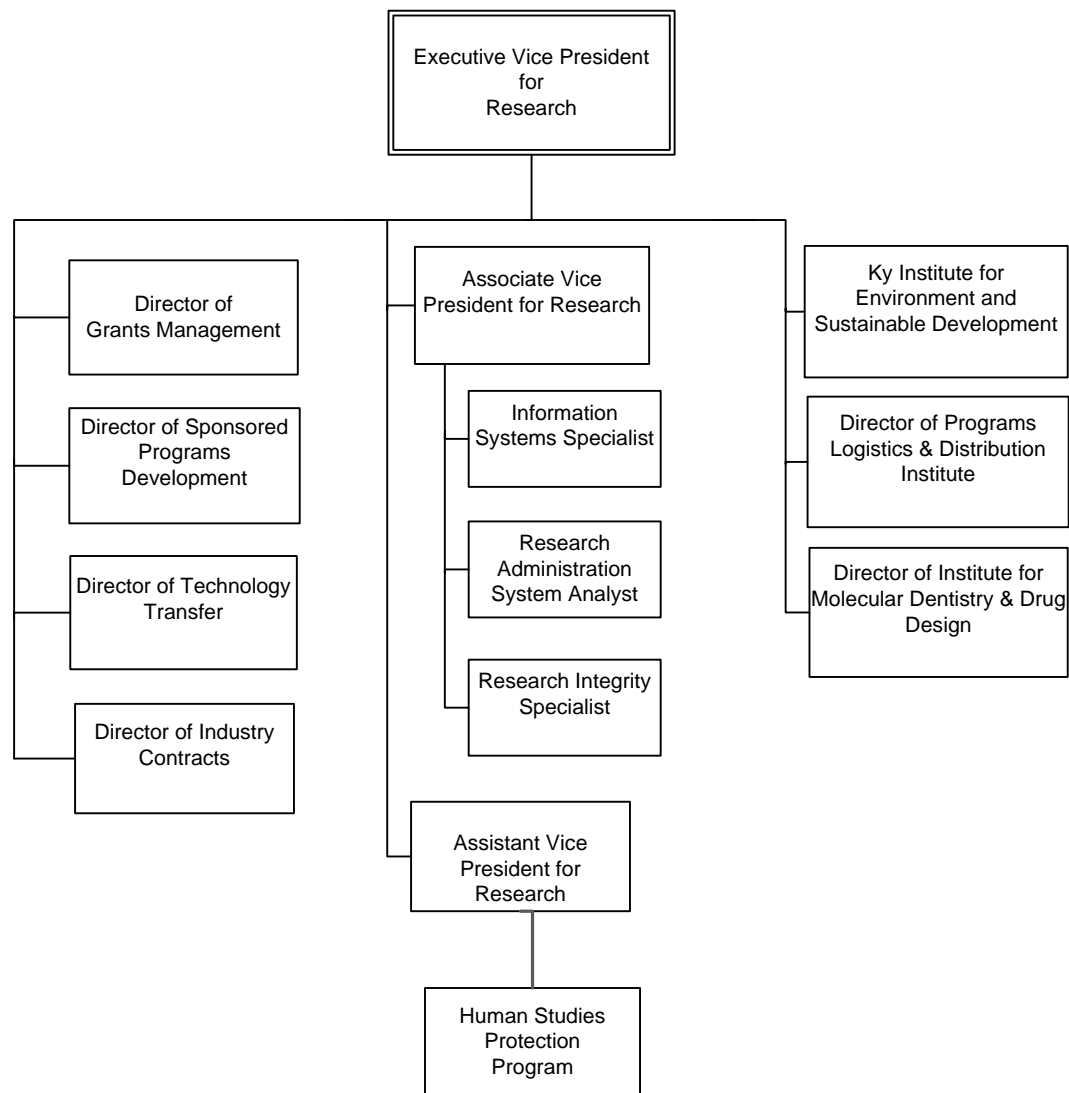 Executive Vice President
for
Research
Director of
Grants Management
Director of Sponsored
Programs
Development
Director of Technology
Transfer
Director of Industry
Contracts
Associate Vice
President for Research
Information
Systems Specialist
Research
Administration
System Analyst
Research Integrity
Specialist
Assistant Vice
President for
Research
Human Studies
Protection
Program
Ky Institute for
Environment and
Sustainable Development
Director of Programs
Logistics & Distribution
Institute
Director of Institute for
Molecular Dentistry & Drug
Design